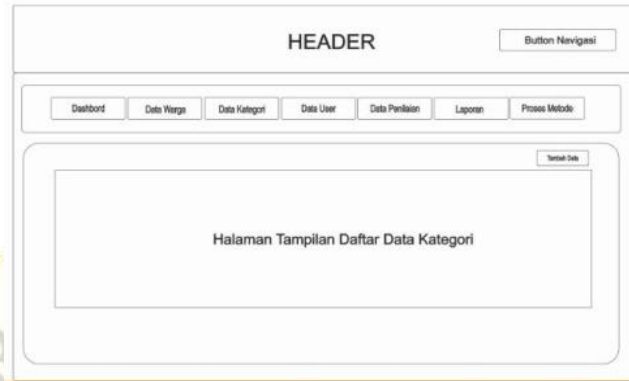 HEADER
Button Navigasi
Dashbord Data Warga Data Kategori Data User Data Penilaian Laporan Proses Metode
Tambah Data
Halaman Tampilan Daftar Data Kategori